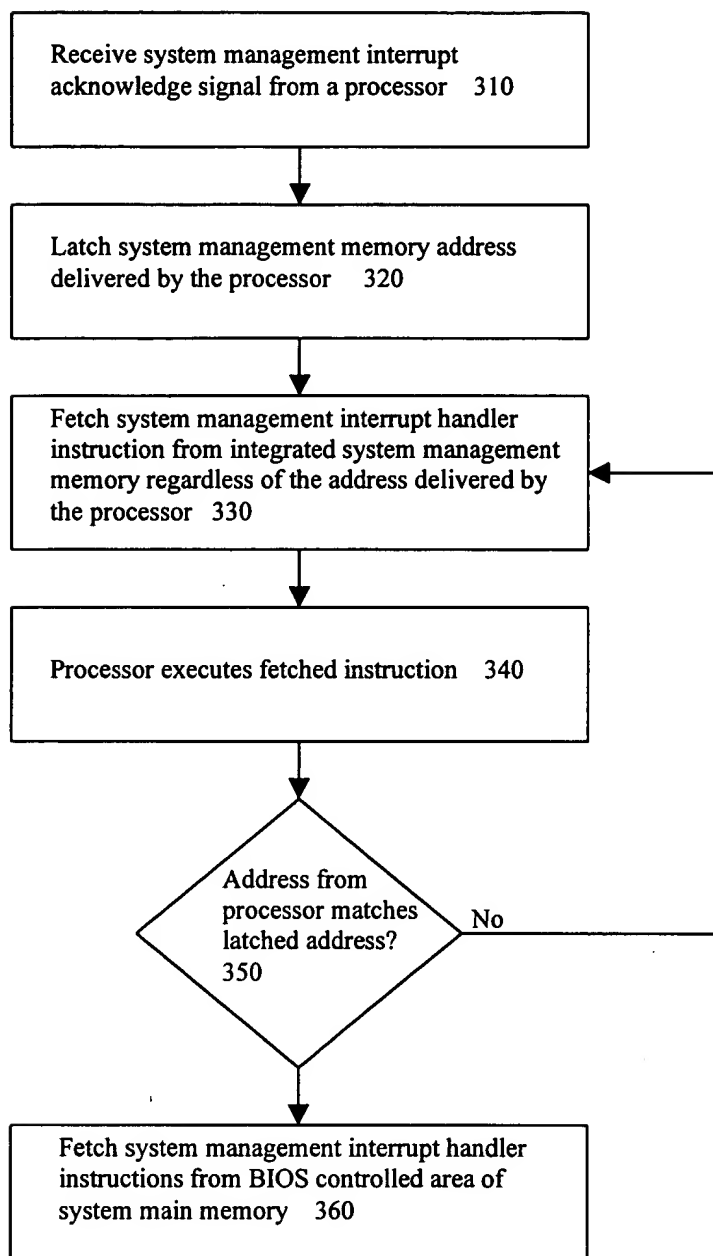 Receive system management interrupt
acknowledge signal from a processor 310
Latch system management memory address
delivered by the processor 320
Fetch system management interrupt handler
instruction from integrated system management
memory regardless of the address delivered by
the processor 330
Processor executes fetched instruction 340
Address from
processor matches
latched address?
350
No
Fetch system management interrupt handler
instructions from BIOS controlled area of
system main memory 360